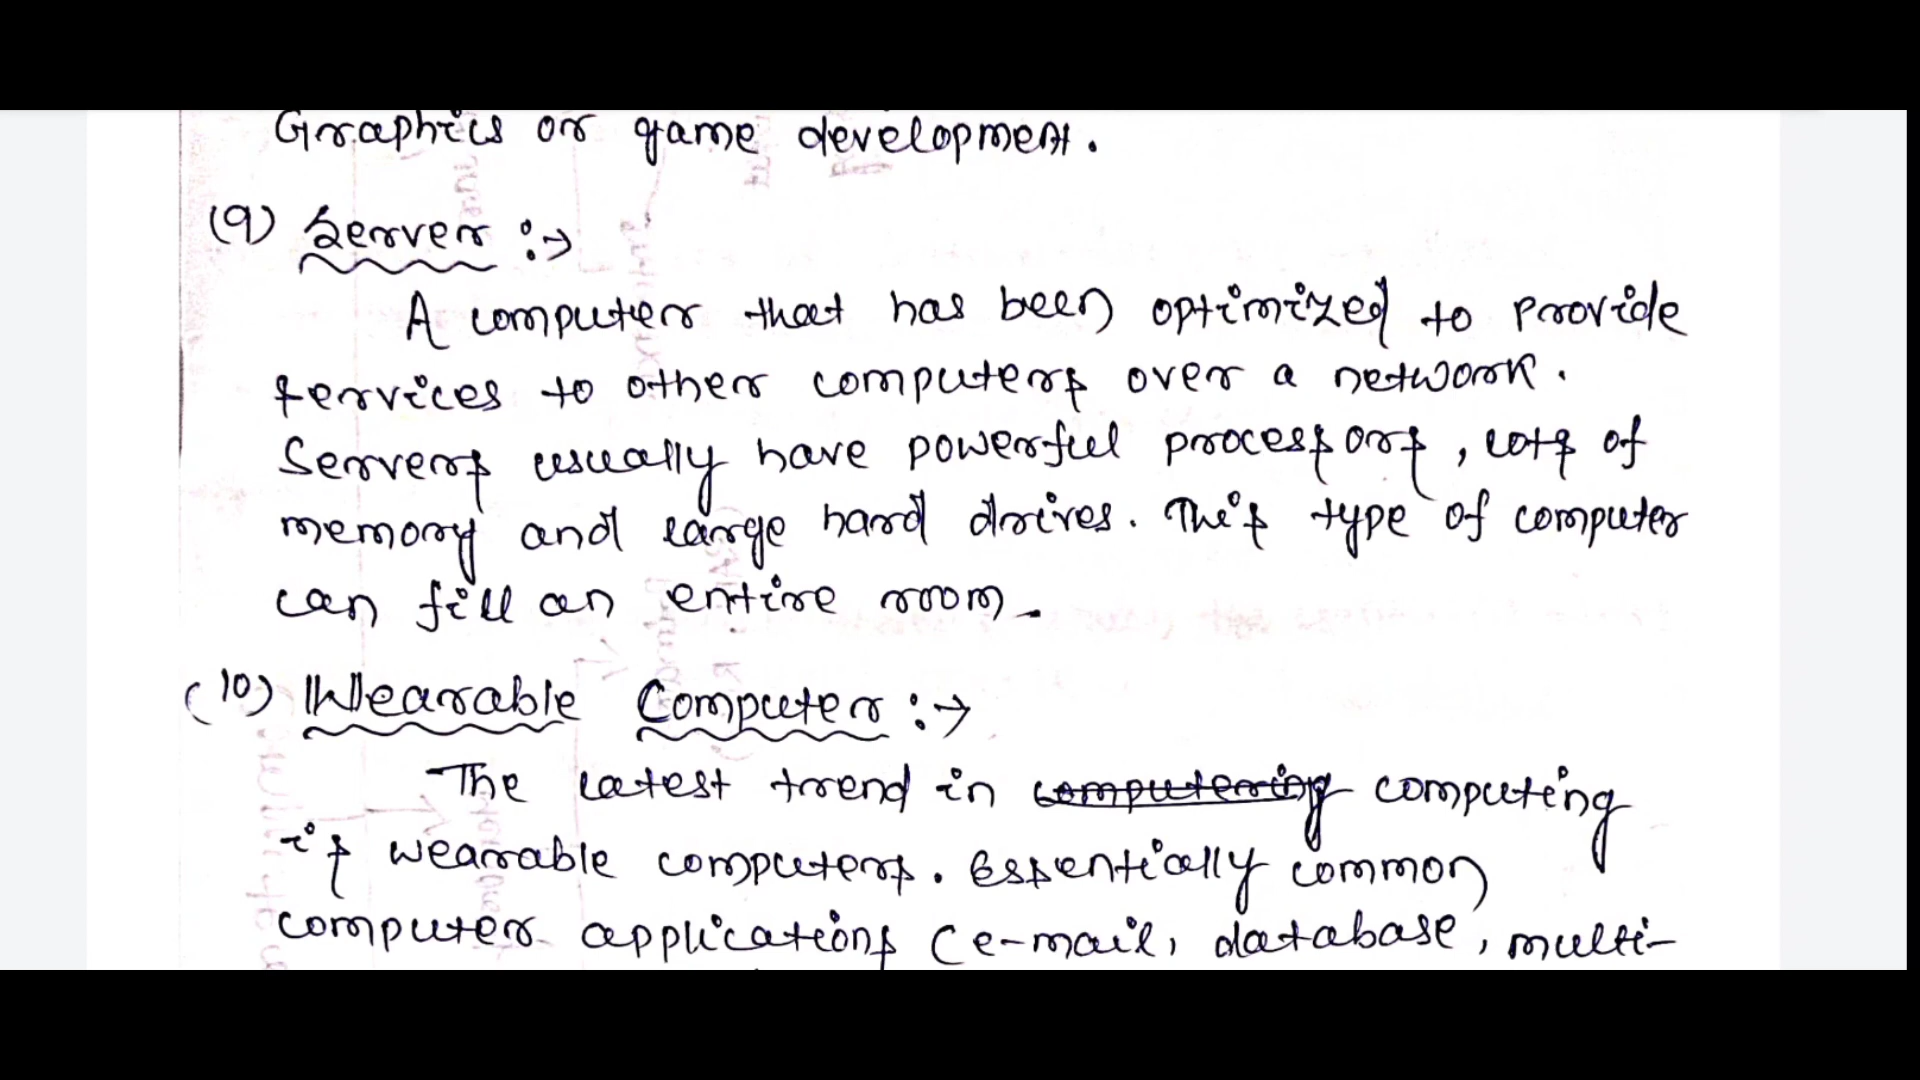 Graphics or game development.
(9) Server :→
A computer that has been optimized to provide
services to other computers over a network.
Servers usually have powerful processors, lots of
memory and large hard drives. This type of computer
can fill an entire room.
(10) Wearable Computer :→
The latest trend in computering computing
is wearable computers. Essentially common
computer applications (e-mail, database, multi-